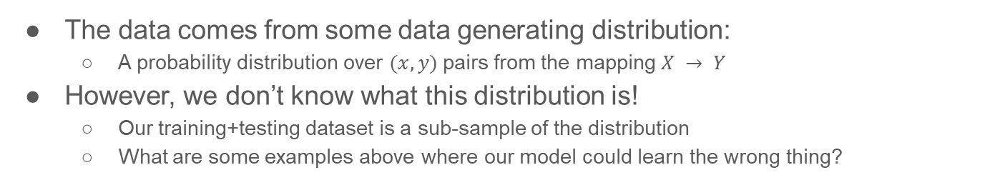 ● The data comes from some data generating distribution:
○ A probability distribution over (x, y) pairs from the mapping X → Y
● However, we don’t know what this distribution is!
○ Our training+testing dataset is a sub-sample of the distribution
○ What are some examples above where our model could learn the wrong thing?